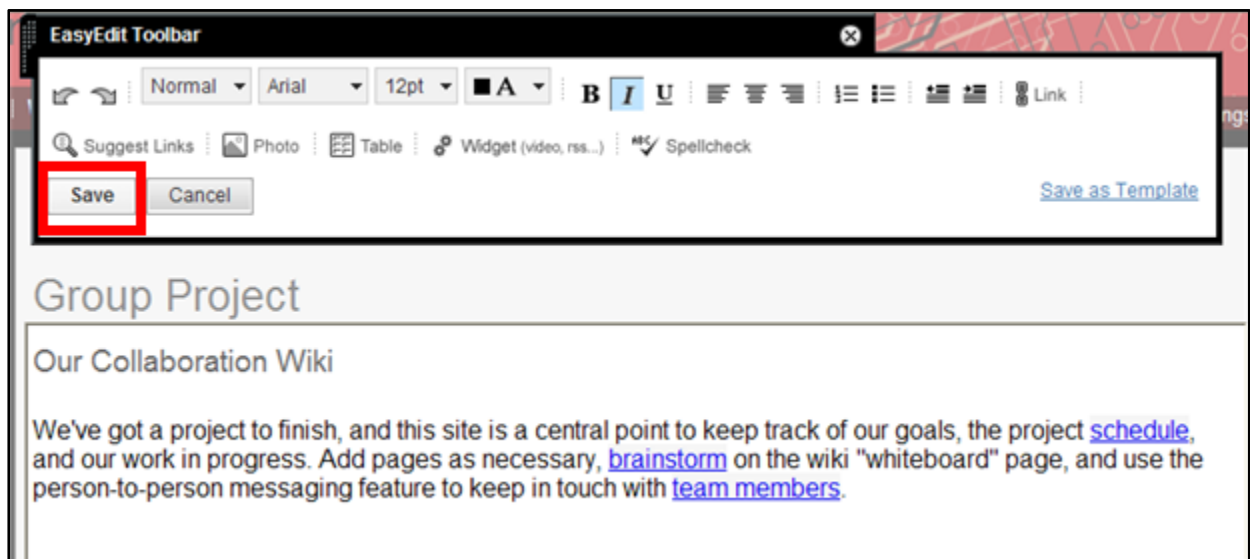 EasyEdit Toolbar
Normal Arial 12pt A B I U Link
ngs
Suggest Links Photo Table Widget (video, rss...) ABC Spellcheck
Save Cancel Save as Template
Group Project
Our Collaboration Wiki
We've got a project to finish, and this site is a central point to keep track of our goals, the project schedule,
and our work in progress. Add pages as necessary, brainstorm on the wiki "whiteboard" page, and use the
person-to-person messaging feature to keep in touch with team members.